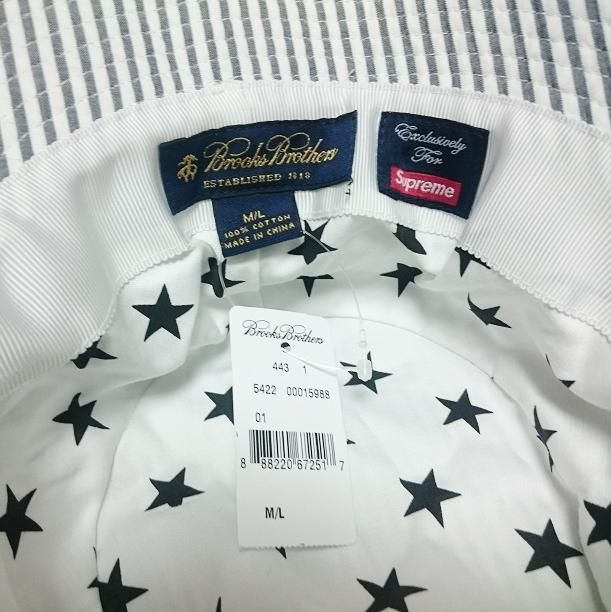 Brooks Brothers
ESTABLISHED 1818
Exclusively
For
Supreme
M/L
100% COTTON
MADE IN CHINA
Brooks Brothers
443 1
5422 00015988
01
8 88220 67251 7
M/L